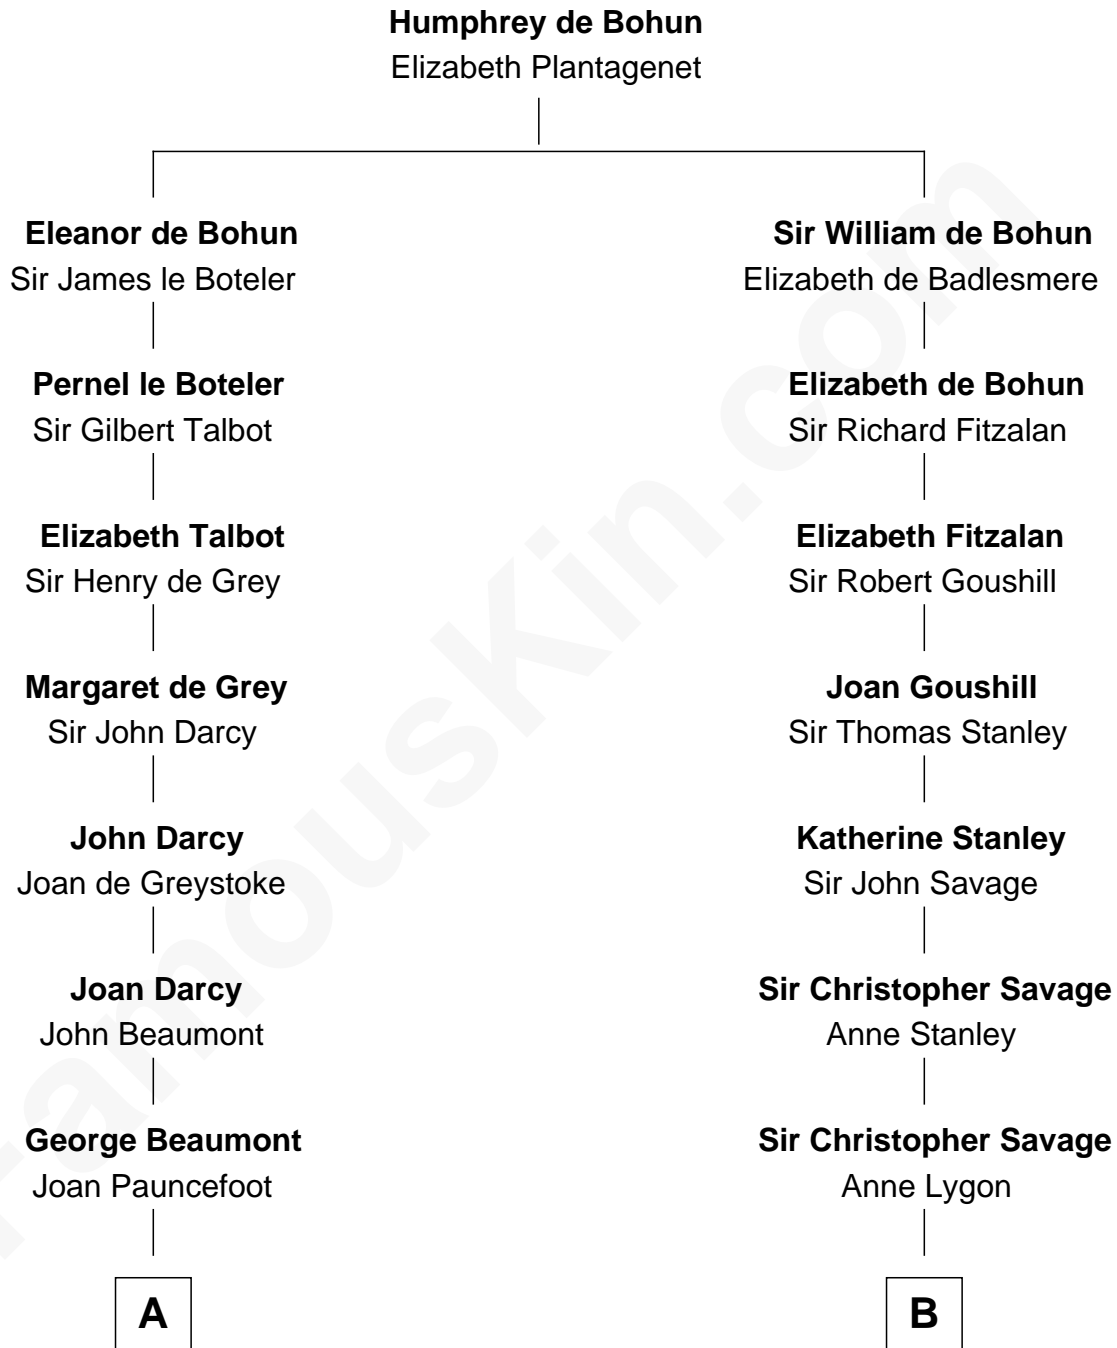 Humphrey de Bohun
Elizabeth Plantagenet
Eleanor de Bohun
Sir James le Boteler
Sir William de Bohun
Elizabeth de Badlesmere
Pernel le Boteler
Sir Gilbert Talbot
Elizabeth de Bohun
Sir Richard Fitzalan
Elizabeth Talbot
Sir Henry de Grey
Elizabeth Fitzalan
Sir Robert Goushill
Margaret de Grey
Sir John Darcy
Joan Goushill
Sir Thomas Stanley
John Darcy
Joan de Greystoke
Katherine Stanley
Sir John Savage
Joan Darcy
John Beaumont
Sir Christopher Savage
Anne Stanley
George Beaumont
Joan Pauncefoot
Sir Christopher Savage
Anne Lygon
A
B
FamousKin.com